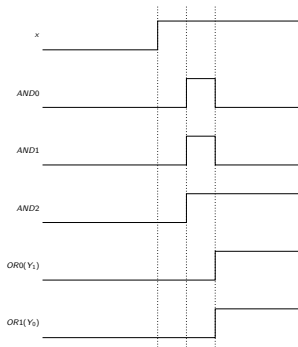 x
AND0
AND1
AND2
OR0(Y₁)
OR1(Y₀)